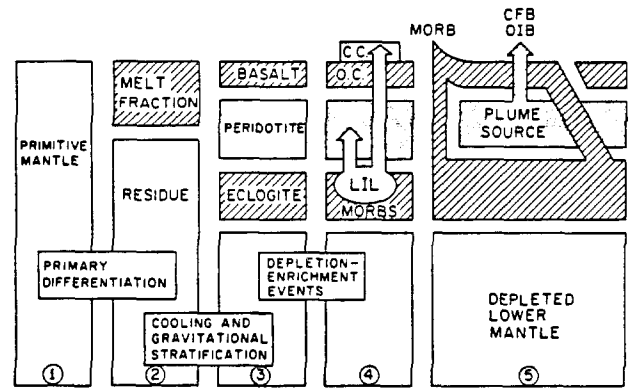 PRIMITIVE
MANTLE
MELT
FRACTION
RESIDUE
BASALT
PERIDOTITE
ECLOGITE
C.C.
O.C.
LIL
MORBS
MORB
CFB
OIB
PLUME
SOURCE
DEPLETED
LOWER
MANTLE
PRIMARY
DIFFERENTIATION
COOLING AND
GRAVITATIONAL
STRATIFICATION
DEPLETION-
ENRICHMENT
EVENTS
1
2
3
4
5